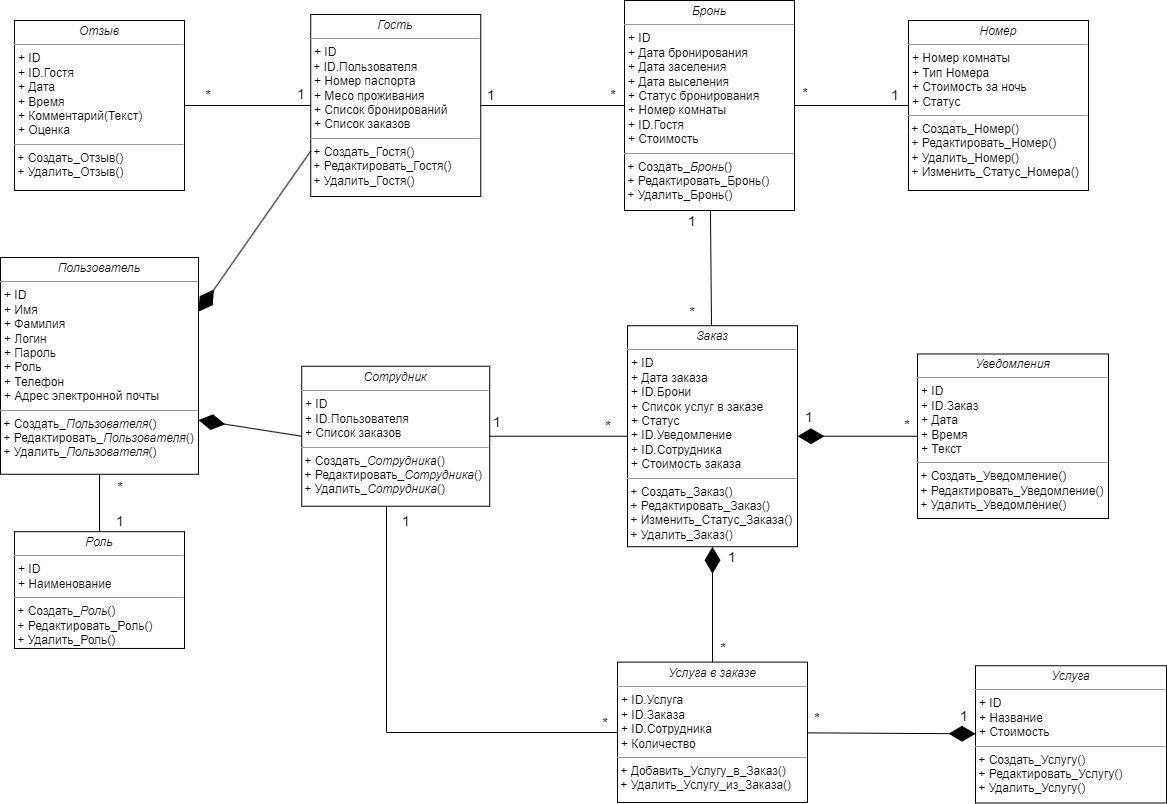 Отзыв
+ ID
+ ID.Гостя
+ Дата
+ Время
+ Комментарий(Текст)
+ Оценка
+ Создать_Отзыв()
+ Удалить_Отзыв()
*
1
Гость
+ ID
+ ID.Пользователя
+ Номер паспорта
+ Месо проживания
+ Список бронирований
+ Список заказов
+ Создать_Гостя()
+ Редактировать_Гостя()
+ Удалить_Гостя()
1
*
Бронь
+ ID
+ Дата бронирования
+ Дата заселения
+ Дата выселения
+ Статус бронирования
+ Номер комнаты
+ ID.Гостя
+ Стоимость
+ Создать_Бронь()
+ Редактировать_Бронь()
+ Удалить_Бронь()
*
1
Номер
+ Номер комнаты
+ Тип Номера
+ Стоимость за ночь
+ Статус
+ Создать_Номер()
+ Редактировать_Номер()
+ Удалить_Номер()
+ Изменить_Статус_Номера()
1
*
Пользователь
+ ID
+ Имя
+ Фамилия
+ Логин
+ Пароль
+ Роль
+ Телефон
+ Адрес электронной почты
+ Создать_Пользователя()
+ Редактировать_Пользователя()
+ Удалить_Пользователя()
*
1
Сотрудник
+ ID
+ ID.Пользователя
+ Список заказов
+ Создать_Сотрудника()
+ Редактировать_Сотрудника()
+ Удалить_Сотрудника()
1
*
Заказ
+ ID
+ Дата заказа
+ ID.Брони
+ Список услуг в заказе
+ Статус
+ ID.Уведомление
+ ID.Сотрудника
+ Стоимость заказа
+ Создать_Заказ()
+ Редактировать_Заказ()
+ Изменить_Статус_Заказа()
+ Удалить_Заказ()
1
*
Уведомления
+ ID
+ ID.Заказ
+ Дата
+ Время
+ Текст
+ Создать_Уведомление()
+ Редактировать_Уведомление()
+ Удалить_Уведомление()
Роль
+ ID
+ Наименование
+ Создать_Роль()
+ Редактировать_Роль()
+ Удалить_Роль()
1
*
1
*
Услуга в заказе
+ ID.Услуга
+ ID.Заказа
+ ID.Сотрудника
+ Количество
+ Добавить_Услугу_в_Заказ()
+ Удалить_Услугу_из_Заказа()
*
1
Услуга
+ ID
+ Название
+ Стоимость
+ Создать_Услугу()
+ Редактировать_Услугу()
+ Удалить_Услугу()